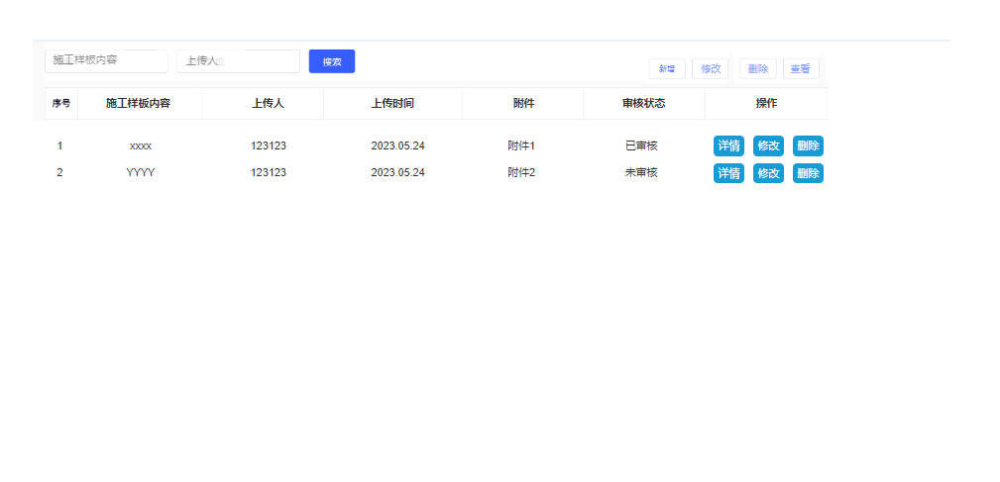 施工样板内容 上传人 搜索 新增 修改 删除 查看
序号 施工样板内容 上传人 上传时间 附件 审核状态 操作
1 xxxx 123123 2023.05.24 附件1 已审核 详情 修改 删除
2 YYYY 123123 2023.05.24 附件2 未审核 详情 修改 删除